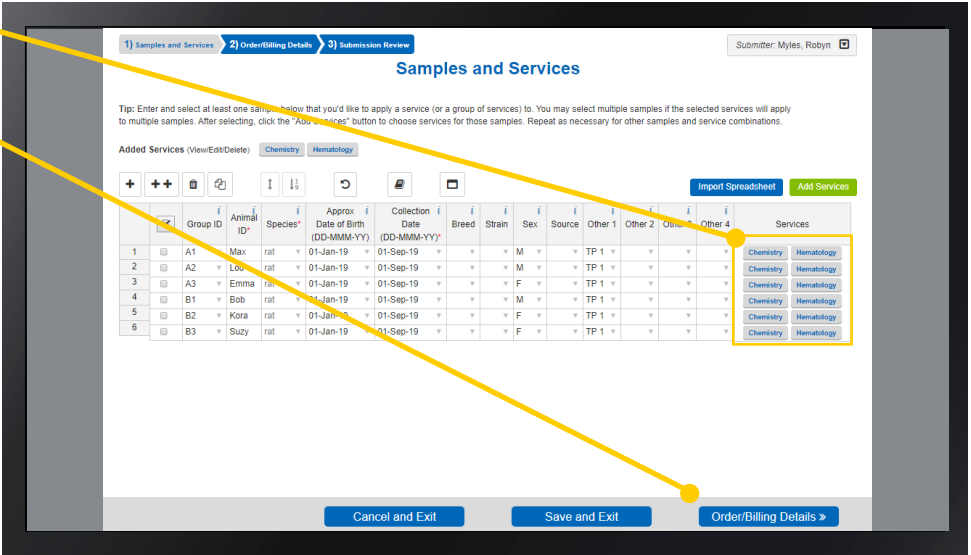 1) Samples and Services 2) Order/Billing Details 3) Submission Review
Submitter: Myles, Robyn
Samples and Services
Tip: Enter and select at least one sample below that you'd like to apply a service (or a group of services) to. You may select multiple samples if the selected services will apply
to multiple samples. After selecting, click the "Add Services" button to choose services for those samples. Repeat as necessary for other samples and service combinations.
Added Services (View/Edit/Delete) Chemistry Hematology
Import Spreadsheet Add Services
Group ID Animal ID* Species* Approx Date of Birth (DD-MMM-YY) Collection Date (DD-MMM-YY)* Breed Strain Sex Source Other 1 Other 2 Other 3 Other 4 Services
1 A1 Max rat 01-Jan-19 01-Sep-19 M TP 1 Chemistry Hematology
2 A2 Lou rat 01-Jan-19 01-Sep-19 M TP 1 Chemistry Hematology
3 A3 Emma rat 01-Jan-19 01-Sep-19 F TP 1 Chemistry Hematology
4 B1 Bob rat 01-Jan-19 01-Sep-19 M TP 1 Chemistry Hematology
5 B2 Kora rat 01-Jan-19 01-Sep-19 F TP 1 Chemistry Hematology
6 B3 Suzy rat 01-Jan-19 01-Sep-19 F TP 1 Chemistry Hematology
Cancel and Exit Save and Exit Order/Billing Details »